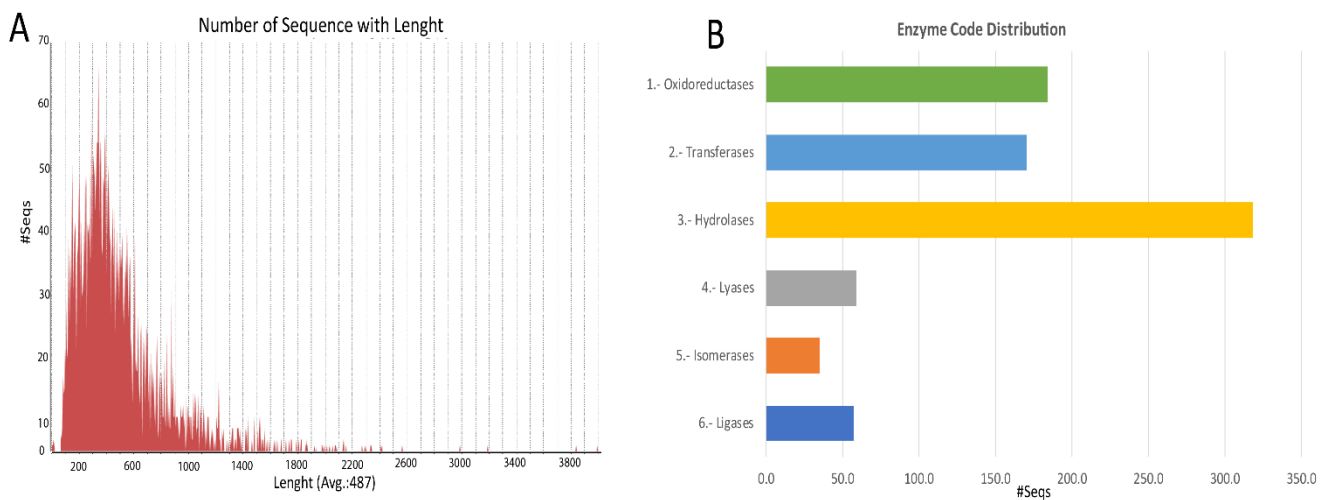 A
Number of Sequence with Lenght
70
60
50
40
30
20
10
0
#Seqs
200 600 1000 1400 1800 2200 2600 3000 3400 3800
Lenght (Avg.:487)
B
Enzyme Code Distribution
1.- Oxidoreductases
2.- Transferases
3.- Hydrolases
4.- Lyases
5.- Isomerases
6.- Ligases
0.0 50.0 100.0 150.0 200.0 250.0 300.0 350.0
#Seqs